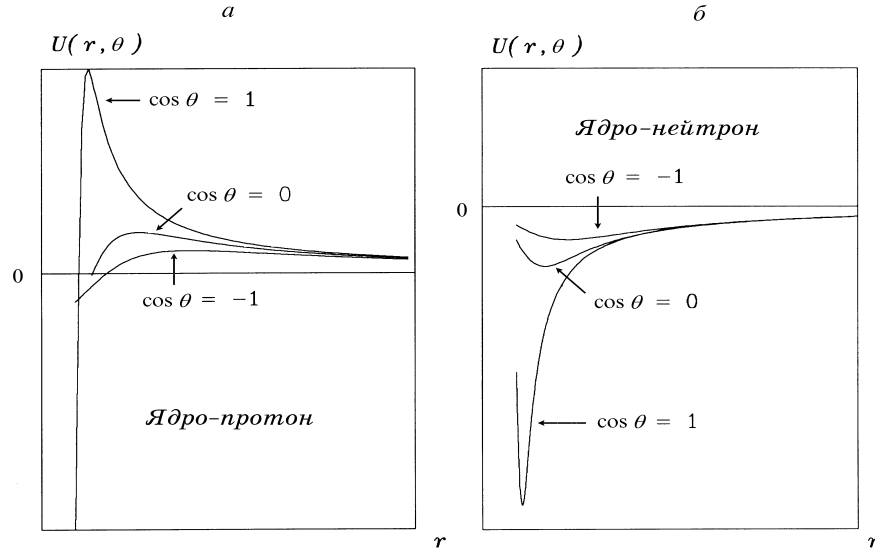 а
U( r , θ )
cos θ = 1
cos θ = 0
0
cos θ = −1
Ядро-протон
r
б
U( r , θ )
Ядро-нейтрон
cos θ = −1
0
cos θ = 0
cos θ = 1
r